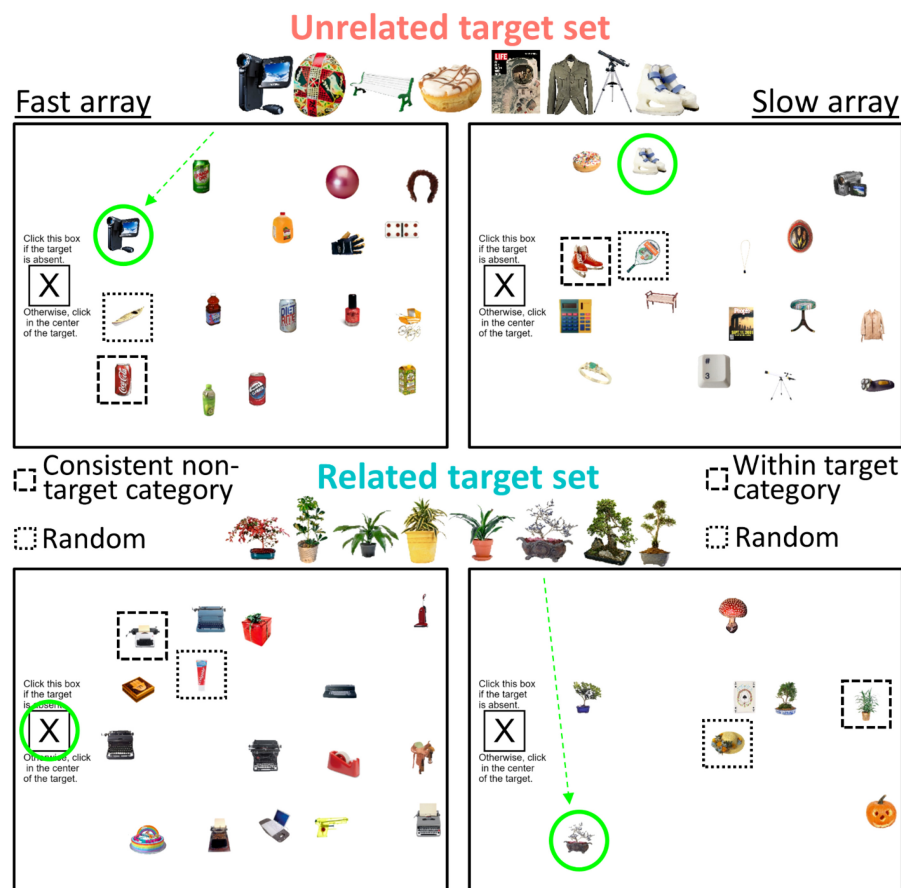 Unrelated target set
LIFE
Fast array
Slow array
Click this box
if the target
is absent.
X
Otherwise, click
in the center
of the target.
Click this box
if the target
is absent.
X
Otherwise, click
in the center
of the target.
#
3
Consistent non-
target category
Random
Related target set
Within target
category
Random
Click this box
if the target
is absent.
X
Otherwise, click
in the center
of the target.
Click this box
if the target
is absent.
X
Otherwise, click
in the center
of the target.